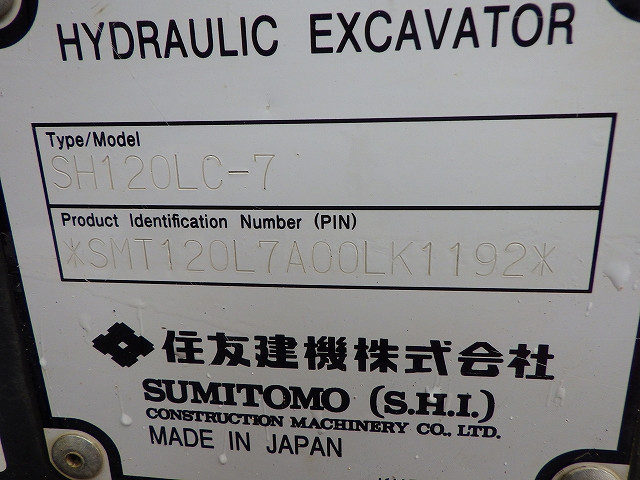 HYDRAULIC EXCAVATOR
Type/Model
SH120LC-7
Product Identification Number (PIN)
*SMT120L7A00LK1192*
住友建機株式会社
SUMITOMO (S.H.I.)
CONSTRUCTION MACHINERY CO., LTD.
MADE IN JAPAN